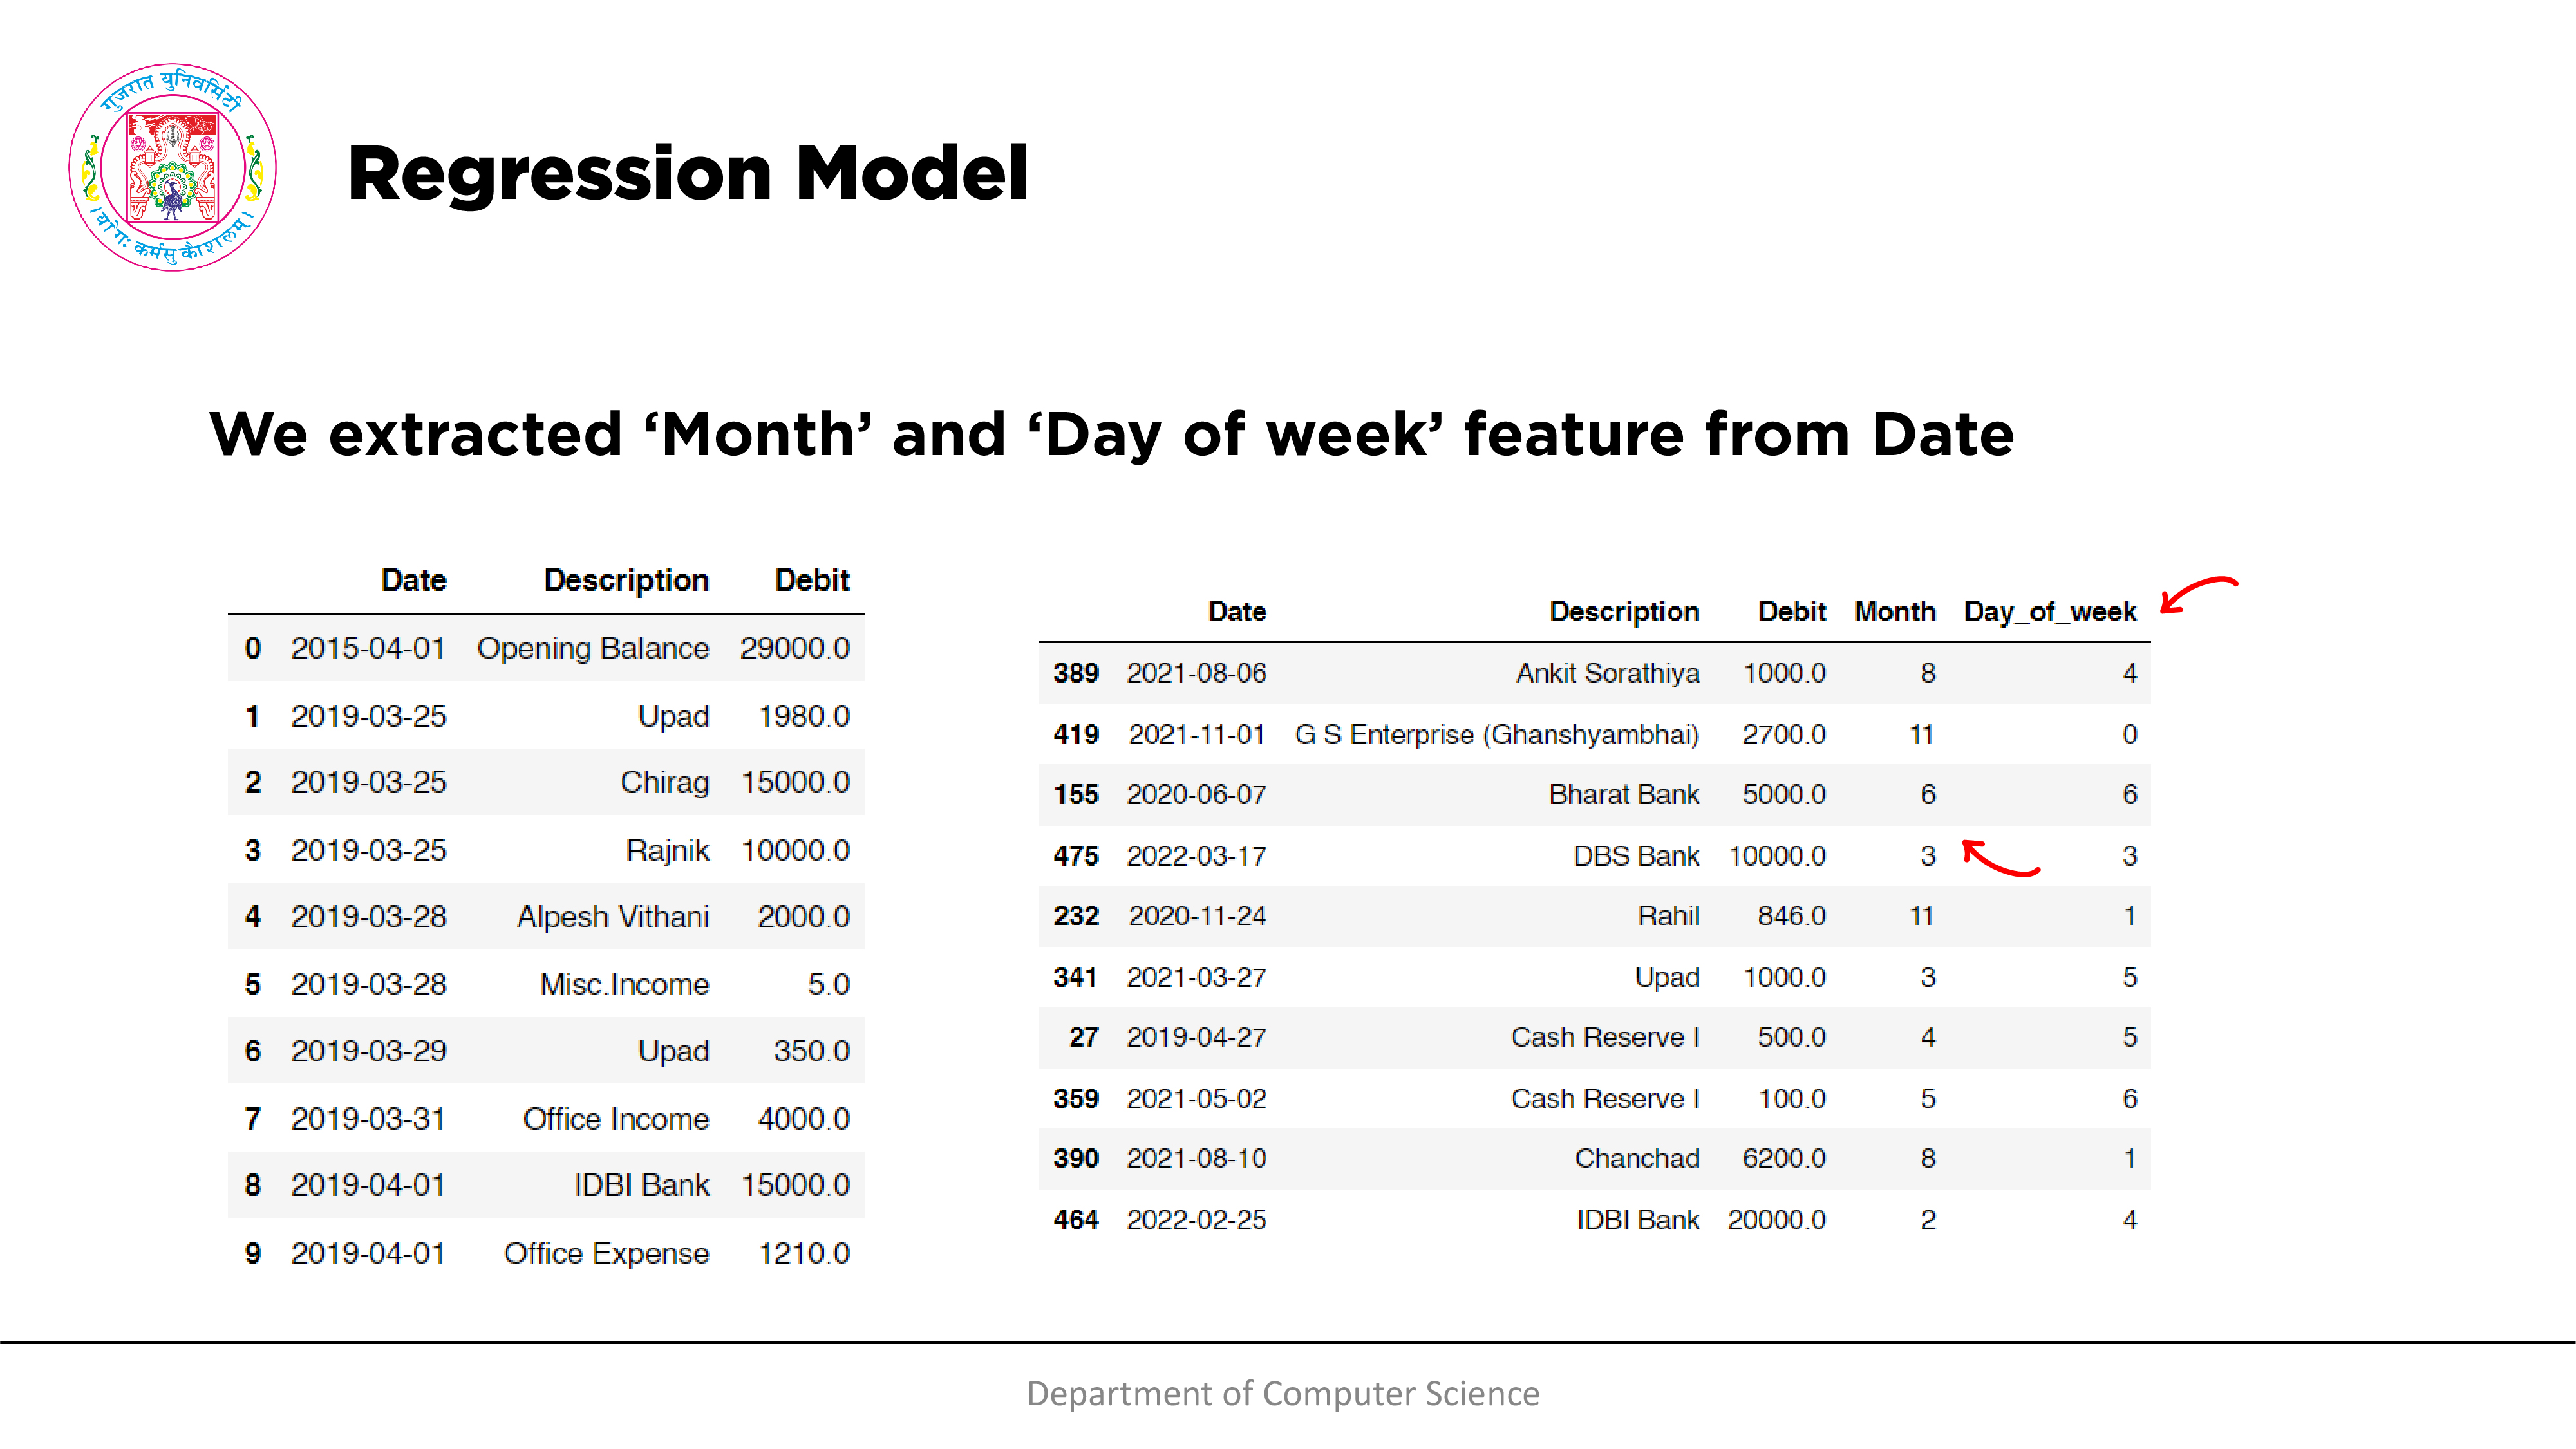 गुजरात युनिवर्सिटी
। योगः कर्मसु कौशलम् ।
Regression Model
We extracted ‘Month’ and ‘Day of week’ feature from Date
Date Description Debit
0 2015-04-01 Opening Balance 29000.0
1 2019-03-25 Upad 1980.0
2 2019-03-25 Chirag 15000.0
3 2019-03-25 Rajnik 10000.0
4 2019-03-28 Alpesh Vithani 2000.0
5 2019-03-28 Misc.Income 5.0
6 2019-03-29 Upad 350.0
7 2019-03-31 Office Income 4000.0
8 2019-04-01 IDBI Bank 15000.0
9 2019-04-01 Office Expense 1210.0
Date Description Debit Month Day_of_week
389 2021-08-06 Ankit Sorathiya 1000.0 8 4
419 2021-11-01 G S Enterprise (Ghanshyambhai) 2700.0 11 0
155 2020-06-07 Bharat Bank 5000.0 6 6
475 2022-03-17 DBS Bank 10000.0 3 3
232 2020-11-24 Rahil 846.0 11 1
341 2021-03-27 Upad 1000.0 3 5
27 2019-04-27 Cash Reserve I 500.0 4 5
359 2021-05-02 Cash Reserve I 100.0 5 6
390 2021-08-10 Chanchad 6200.0 8 1
464 2022-02-25 IDBI Bank 20000.0 2 4
Department of Computer Science